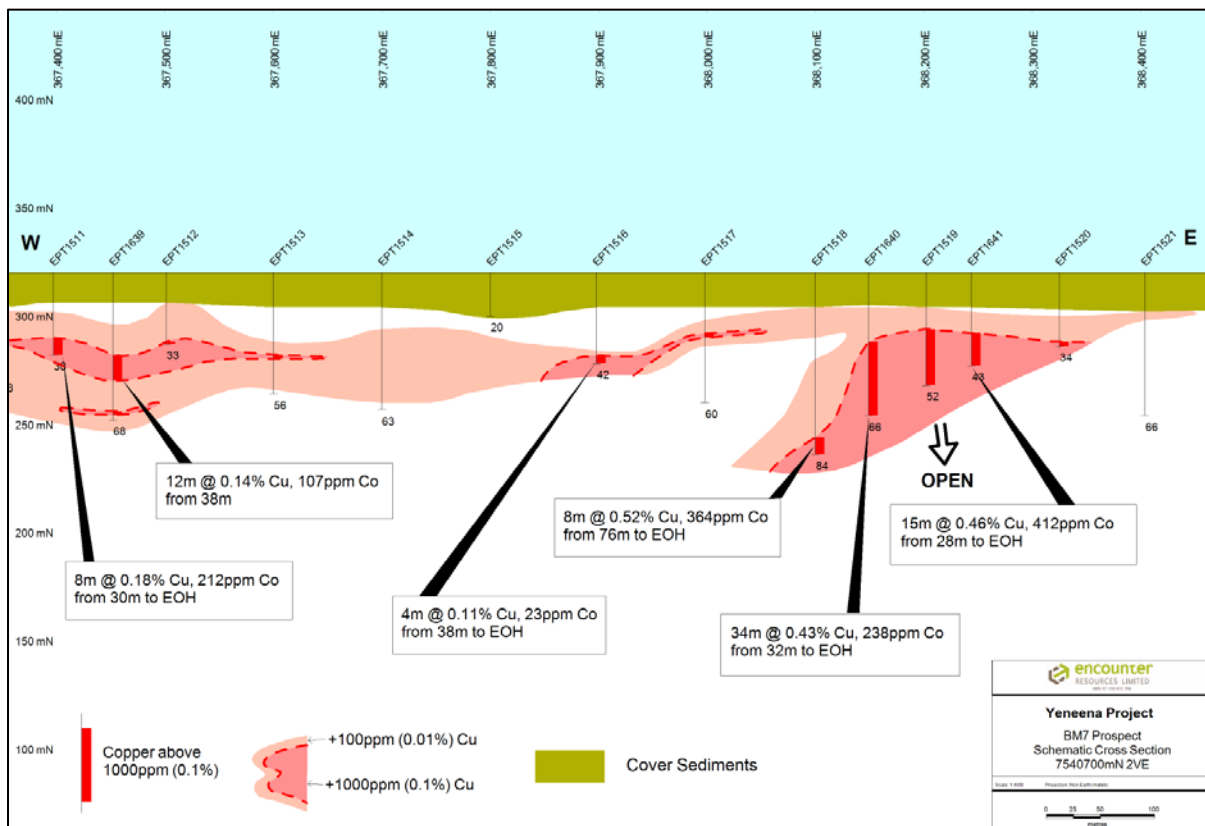 367,400 mE
367,500 mE
367,600 mE
367,700 mE
367,800 mE
367,900 mE
368,000 mE
368,100 mE
368,200 mE
368,300 mE
368,400 mE
400 mN
350 mN
W
E
EPT1511
EPT1639
EPT1512
EPT1513
EPT1514
EPT1515
EPT1516
EPT1517
EPT1518
EPT1640
EPT1519
EPT1641
EPT1520
EPT1521
300 mN
20
33
38
42
34
43
52
56
68
63
60
66
84
66
250 mN
OPEN
12m @ 0.14% Cu, 107ppm Co
from 38m
8m @ 0.52% Cu, 364ppm Co
from 76m to EOH
15m @ 0.46% Cu, 412ppm Co
from 28m to EOH
200 mN
8m @ 0.18% Cu, 212ppm Co
from 30m to EOH
4m @ 0.11% Cu, 23ppm Co
from 38m to EOH
34m @ 0.43% Cu, 238ppm Co
from 32m to EOH
150 mN
100 mN
Copper above
1000ppm (0.1%)
+100ppm (0.01%) Cu
+1000ppm (0.1%) Cu
Cover Sediments
encounter
RESOURCES LIMITED
Yeneena Project
BM7 Prospect
Schematic Cross Section
7540700mN 2VE
0 25 50 100